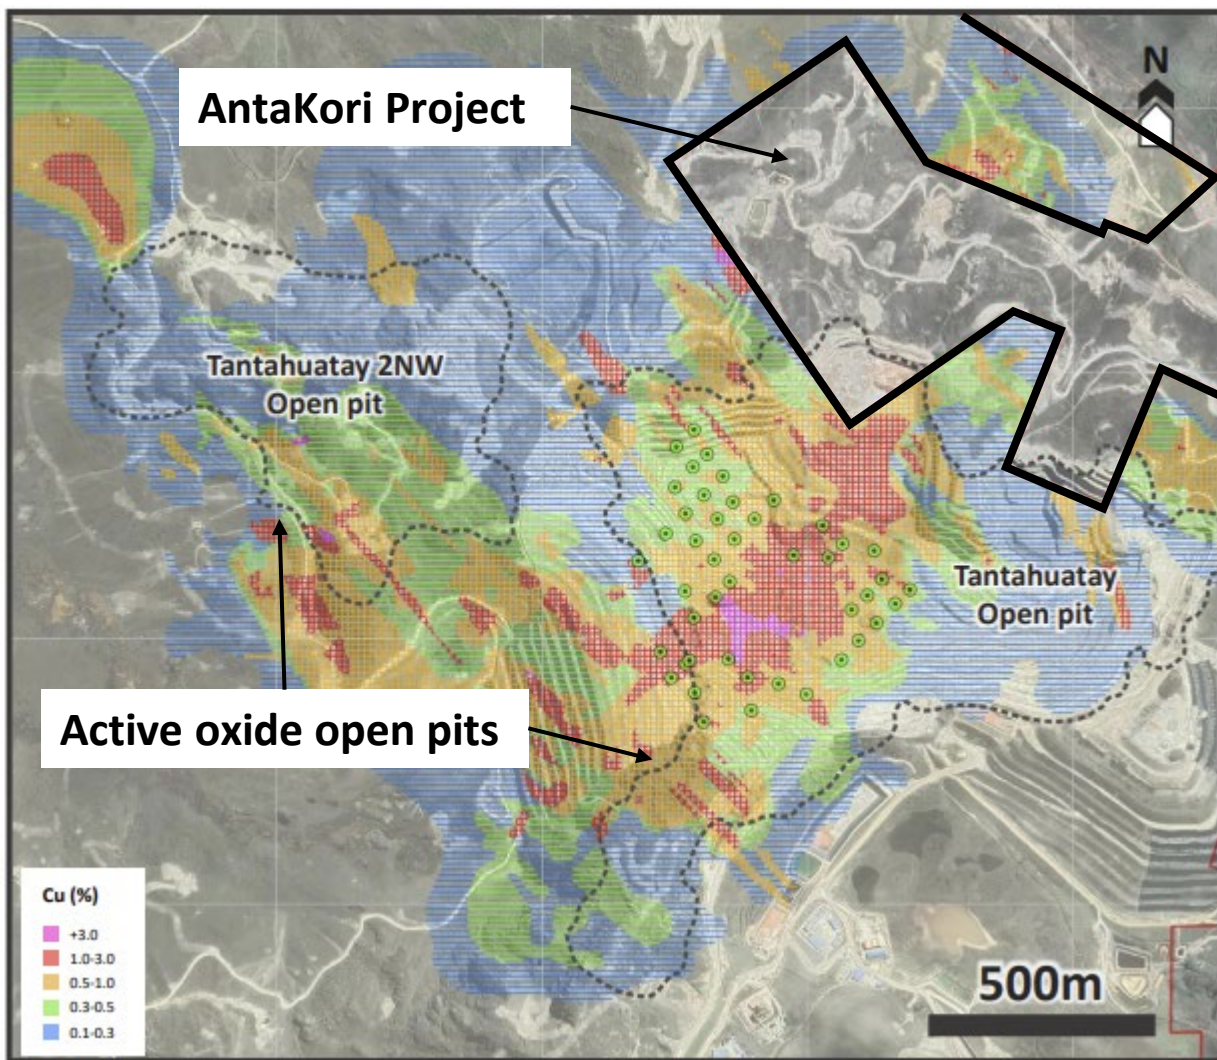 N
AntaKori Project
Tantahuatay 2NW
Open pit
Tantahuatay
Open pit
Active oxide open pits
Cu (%)
+3.0
1.0-3.0
0.5-1.0
0.3-0.5
0.1-0.3
500m